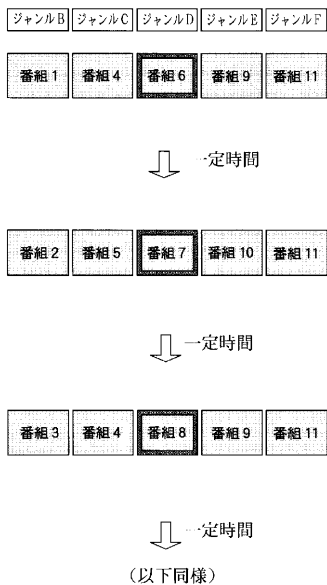 ジャンルB ジャンルC ジャンルD ジャンルE ジャンルF
番組1 番組4 番組6 番組9 番組11
一定時間
番組2 番組5 番組7 番組10 番組11
一定時間
番組3 番組4 番組8 番組9 番組11
一定時間
(以下同様)